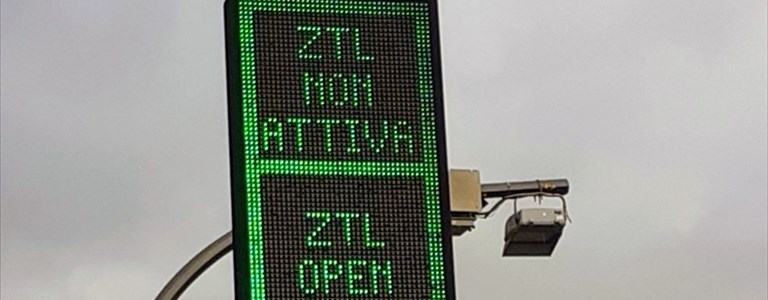 ZTL
NON
ATTIVA
ZTL
OPEN